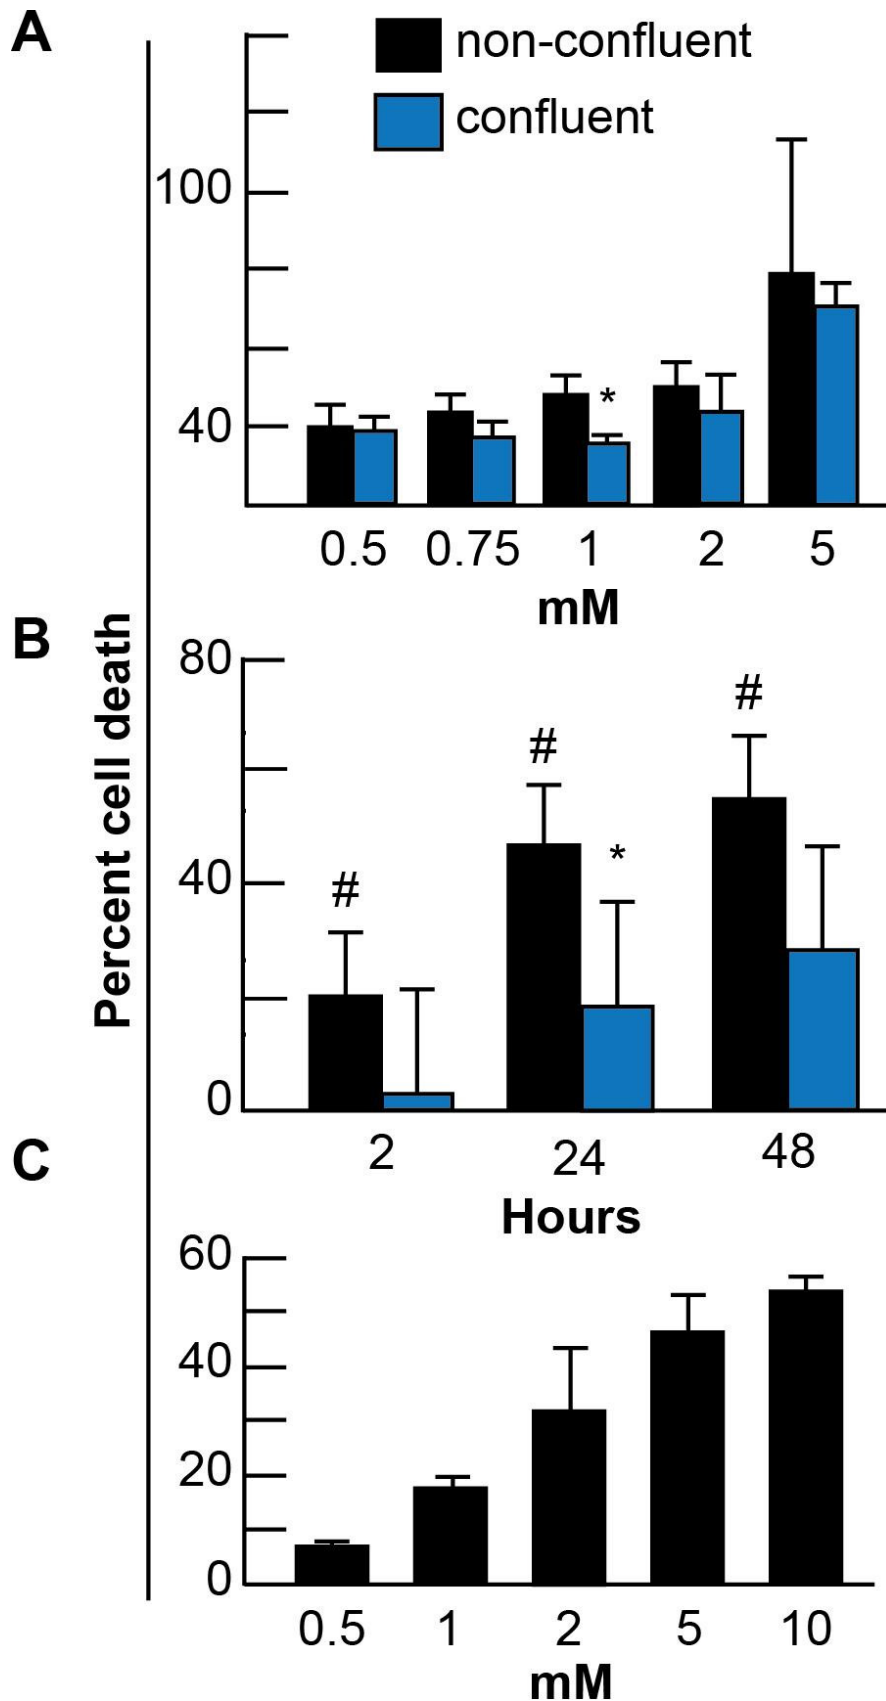 A
non-confluent
confluent
100
40
*
0.5 0.75 1 2 5
mM
B
Percent cell death
80
40
0
# # * #
2 24 48
Hours
C
60
40
20
0
0.5 1 2 5 10
mM